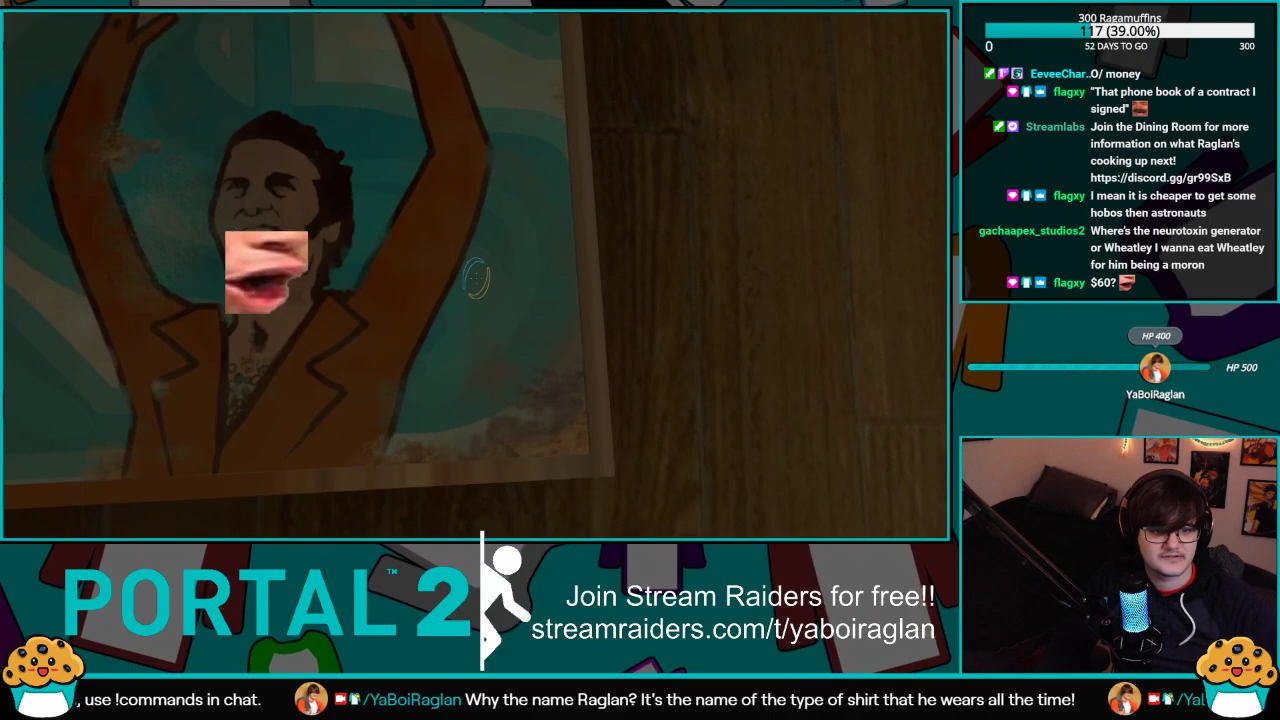 300 Ragamuffins
117 (39.00%)
0 52 DAYS TO GO 300
EeveeChar.. O/ money
flagxy "That phone book of a contract I
signed"
Streamlabs Join the Dining Room for more
information on what Raglan's
cooking up next!
https://discord.gg/gr99SxB
flagxy I mean it is cheaper to get some
hobos then astronauts
gachaapex_studios2 Where's the neurotoxin generator
or Wheatley I wanna eat Wheatley
for him being a moron
flagxy $60?
HP 400
HP 500
YaBoiRaglan
PORTAL™ 2
Join Stream Raiders for free!!
streamraiders.com/t/yaboiraglan
, use !commands in chat. /YaBoiRaglan Why the name Raglan? It's the name of the type of shirt that he wears all the time! /Yal